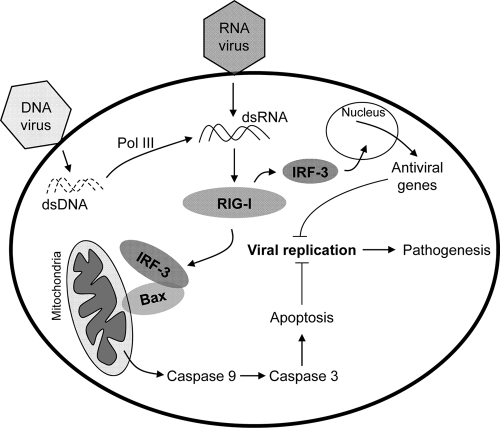 RNA
virus
DNA
virus
dsRNA
Nucleus
Pol III
dsDNA
IRF-3
Antiviral
genes
RIG-I
Viral replication
Pathogenesis
IRF-3
Bax
Mitochondria
Apoptosis
Caspase 9
Caspase 3